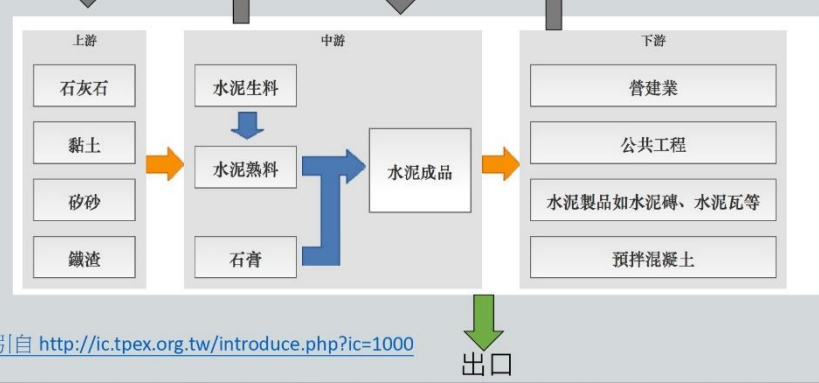 上游
石灰石
黏土
矽砂
鐵渣
中游
水泥生料
水泥熟料
石膏
水泥成品
下游
營建業
公共工程
水泥製品如水泥磚、水泥瓦等
預拌混凝土
引自 http://ic.tpex.org.tw/introduce.php?ic=1000
出口